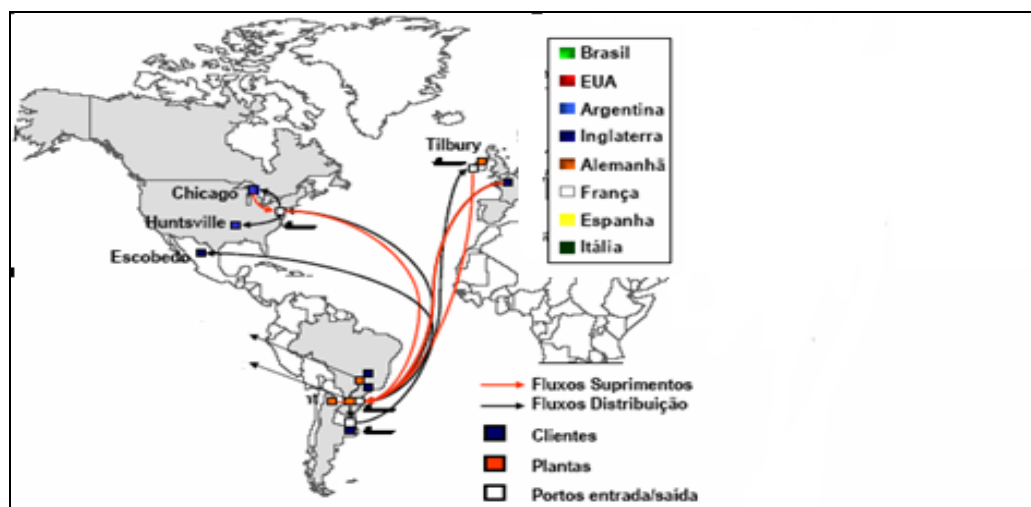 Brasil
EUA
Argentina
Inglaterra
Alemanhã
França
Espanha
Itália
Tilbury
Chicago
Huntsville
Escobedo
Fluxos Suprimentos
Fluxos Distribuição
Clientes
Plantas
Portos entrada/saída